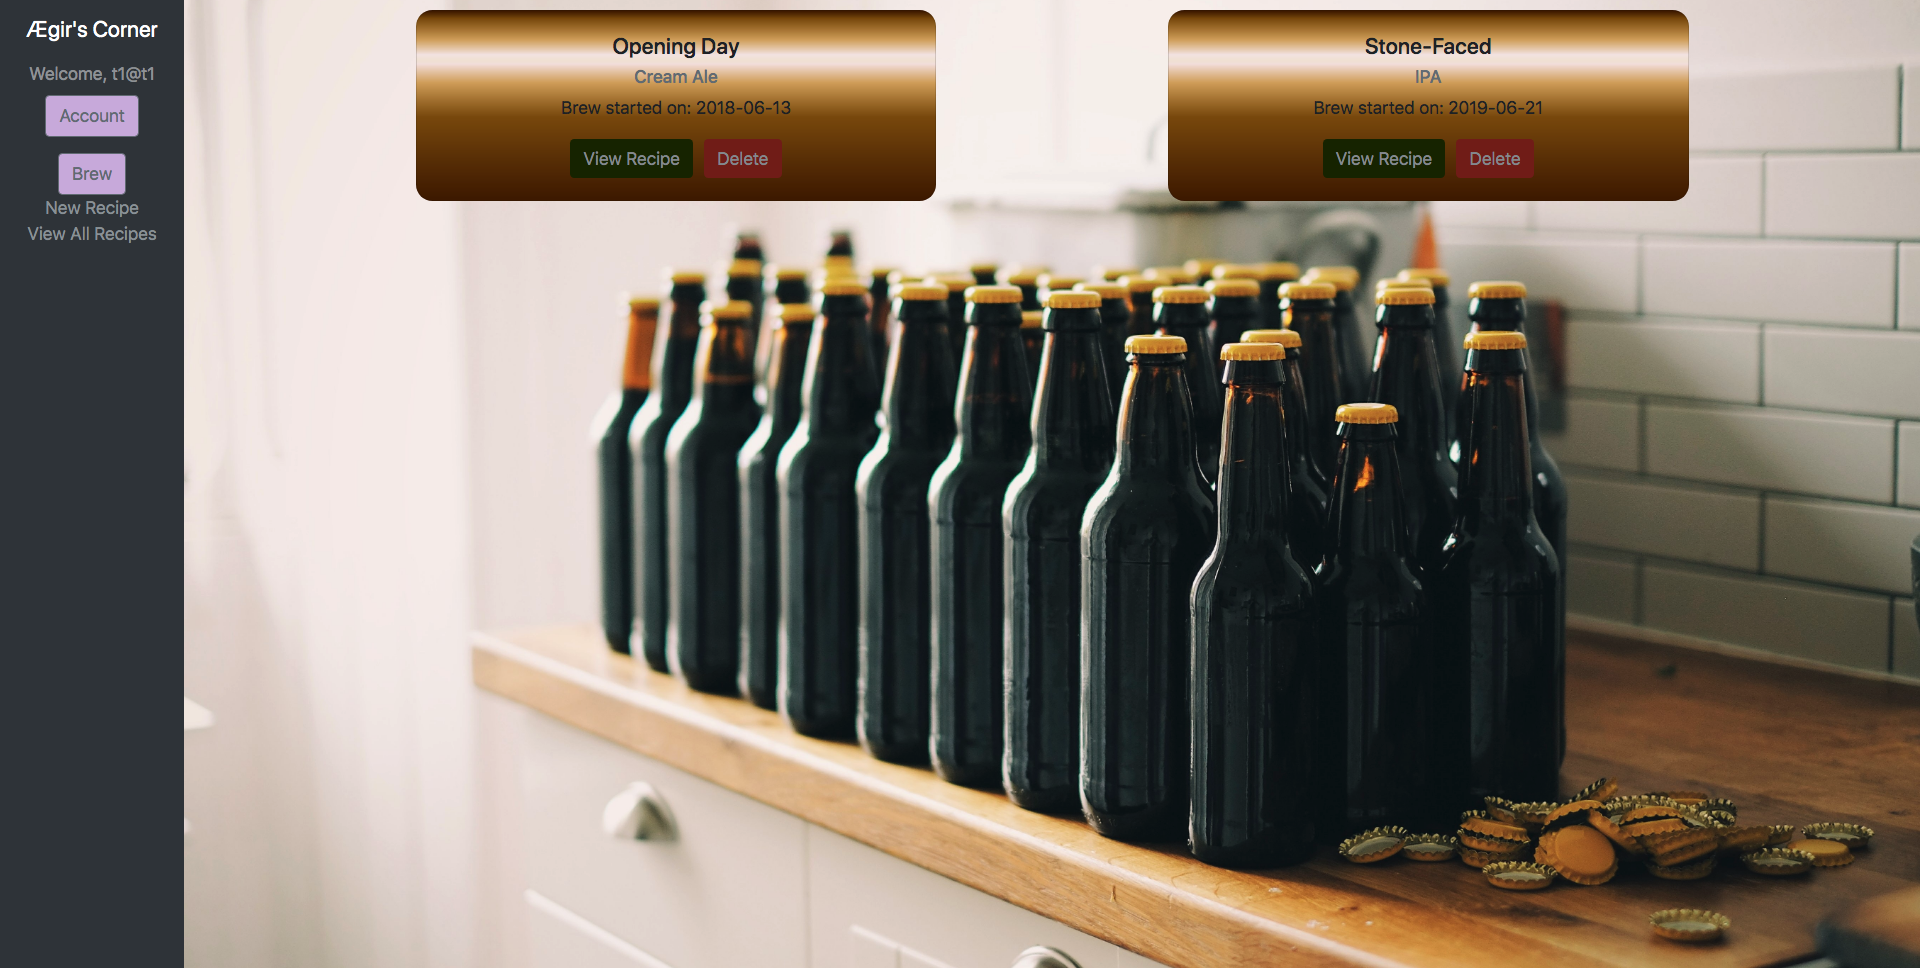 Ægir's Corner
Welcome, t1@t1
Account
Brew
New Recipe
View All Recipes
Opening Day
Cream Ale
Brew started on: 2018-06-13
View Recipe Delete
Stone-Faced
IPA
Brew started on: 2019-06-21
View Recipe Delete